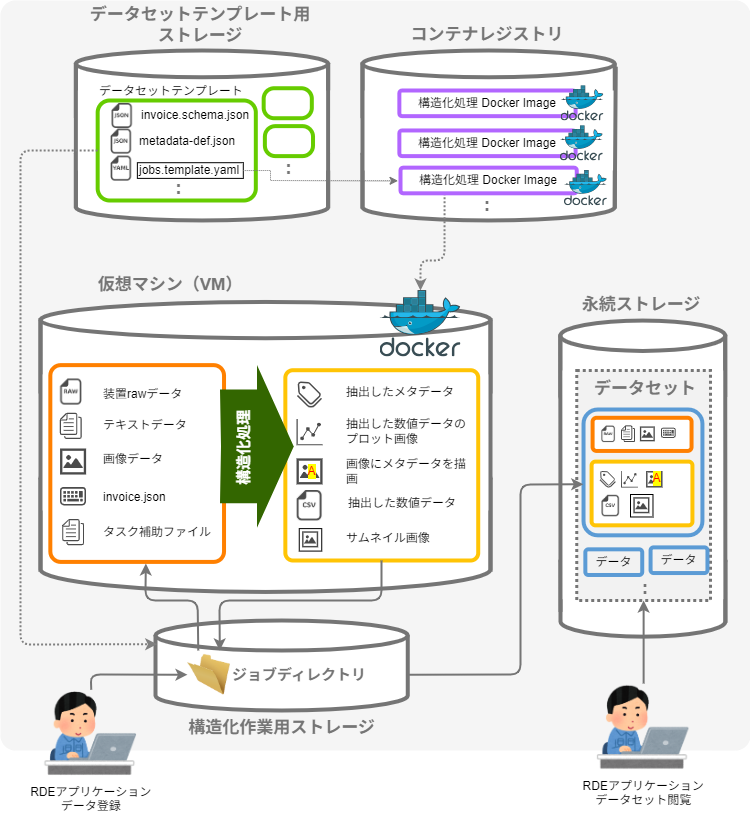 データセットテンプレート用
ストレージ
コンテナレジストリ
データセットテンプレート
JSON
invoice.schema.json
JSON
metadata-def.json
YAML
jobs.template.yaml
構造化処理 Docker Image
docker
構造化処理 Docker Image
docker
構造化処理 Docker Image
docker
仮想マシン（VM）
docker
RAW
装置rawデータ
テキストデータ
画像データ
invoice.json
タスク補助ファイル
構造化処理
抽出したメタデータ
抽出した数値データの
プロット画像
A
画像にメタデータを描
画
CSV
抽出した数値データ
サムネイル画像
永続ストレージ
データセット
RAW
A
CSV
データ
データ
ジョブディレクトリ
構造化作業用ストレージ
RDEアプリケーション
データ登録
RDEアプリケーション
データセット閲覧